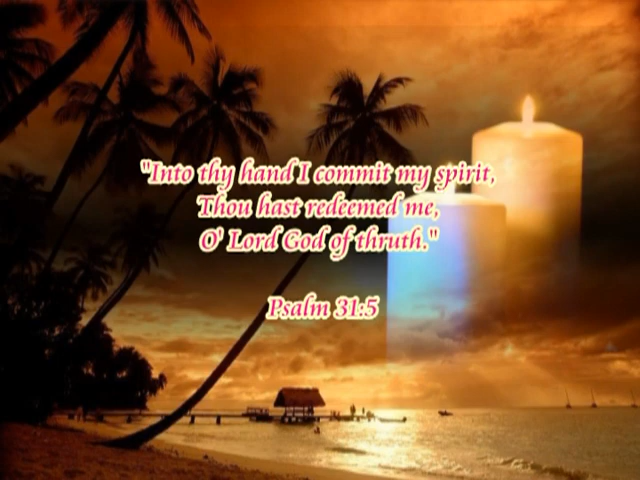 "Into thy hand I commit my spirit,
Thou hast redeemed me,
O' Lord God of thruth."
Psalm 31:5